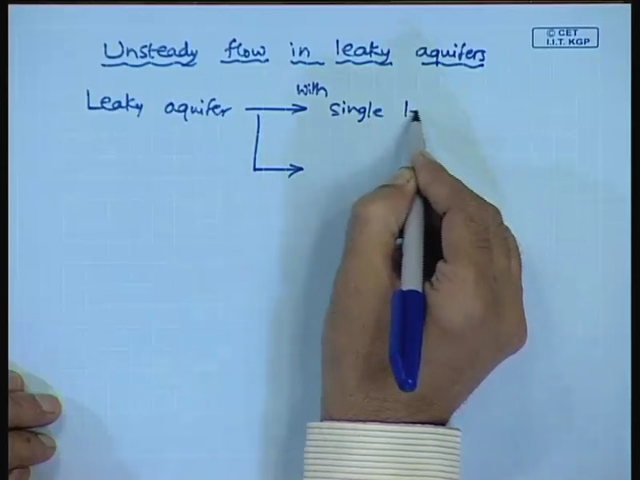 © CET
I.I.T. KGP
Unsteady flow in leaky aquifers
with
Leaky aquifer → single